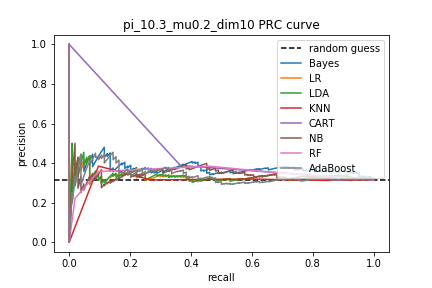 pi_10.3_mu0.2_dim10 PRC curve
1.0
0.8
0.6
0.4
0.2
0.0
precision
random guess
Bayes
LR
LDA
KNN
CART
NB
RF
AdaBoost
0.0 0.2 0.4 0.6 0.8 1.0
recall